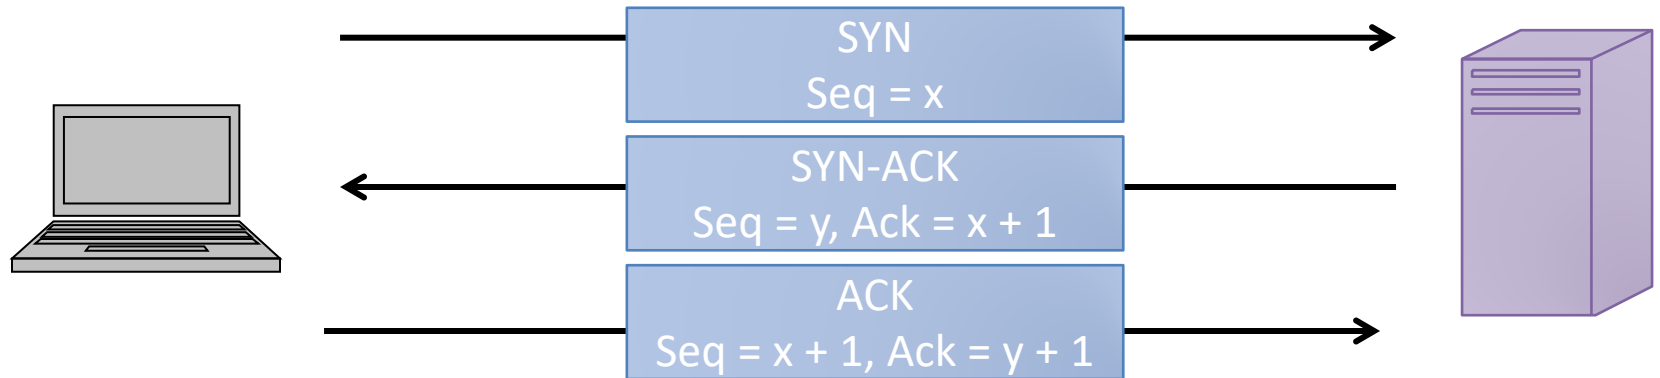 SYN
Seq = x
SYN-ACK
Seq = y, Ack = x + 1
ACK
Seq = x + 1, Ack = y + 1